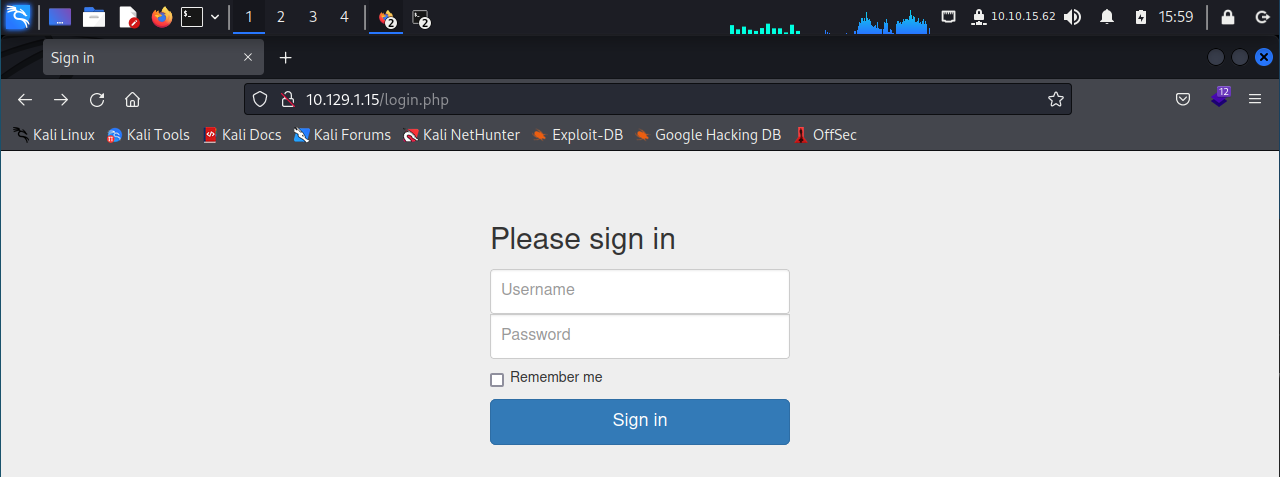 1 2 3 4 2 2 10.10.15.62 15:59
Sign in
10.129.1.15/login.php 12
Kali Linux Kali Tools Kali Docs Kali Forums Kali NetHunter Exploit-DB Google Hacking DB OffSec
Please sign in
Username
Password
Remember me
Sign in